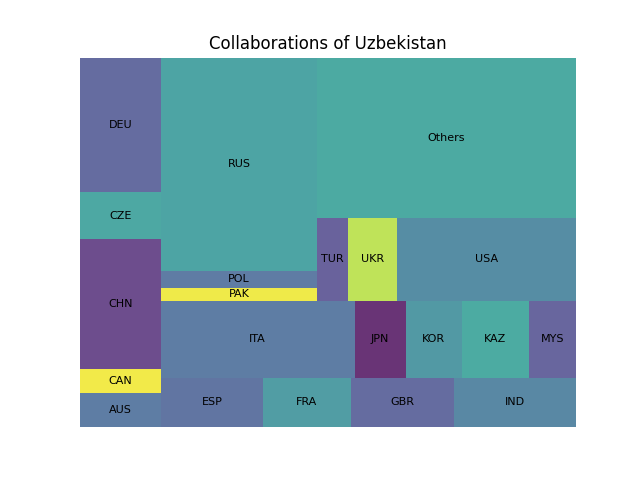 Collaborations of Uzbekistan
DEU
RUS
Others
CZE
TUR
UKR
USA
POL
PAK
CHN
ITA
JPN
KOR
KAZ
MYS
CAN
AUS
ESP
FRA
GBR
IND